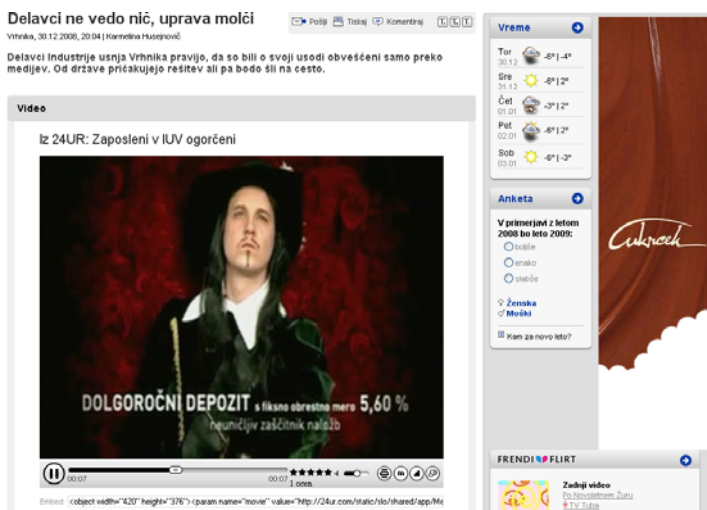 Delavci ne vedo nič, uprava molči
Pošlji Tiskaj Komentiraj T- T T+
Vrhnika, 30.12.2008, 20:04 | Karmelina Husejnovič
Delavci Industrije usnja Vrhnika pravijo, da so bili o svoji usodi obveščeni samo preko
medijev. Od države pričakujejo rešitev ali pa bodo šli na cesto.
Video
Iz 24UR: Zaposleni v IUV ogorčeni
DOLGOROČNI DEPOZIT s fiksno obrestno mero 5,60 %
neuničljiv zaščitnik naložb
00:07
00:07
1 ocen
Embed: <object width="420" height="376"><param name="movie" value="http://24ur.com/static/slo/shared/app/Me
Vreme
Tor
30.12
-5° | -4°
Sre
31.12
-6° | 2°
Čet
01.01
-3° | 2°
Pet
02.01
-6° | 2°
Sob
03.01
-6° | -3°
Anketa
V primerjavi z letom
2008 bo leto 2009:
boljše
enako
slabše
Ženska
Moški
Kam za novo leto?
Cukrcek
FRENDI FLIRT
Zadnji video
Po Novoletnem Žuru
TV Tuba